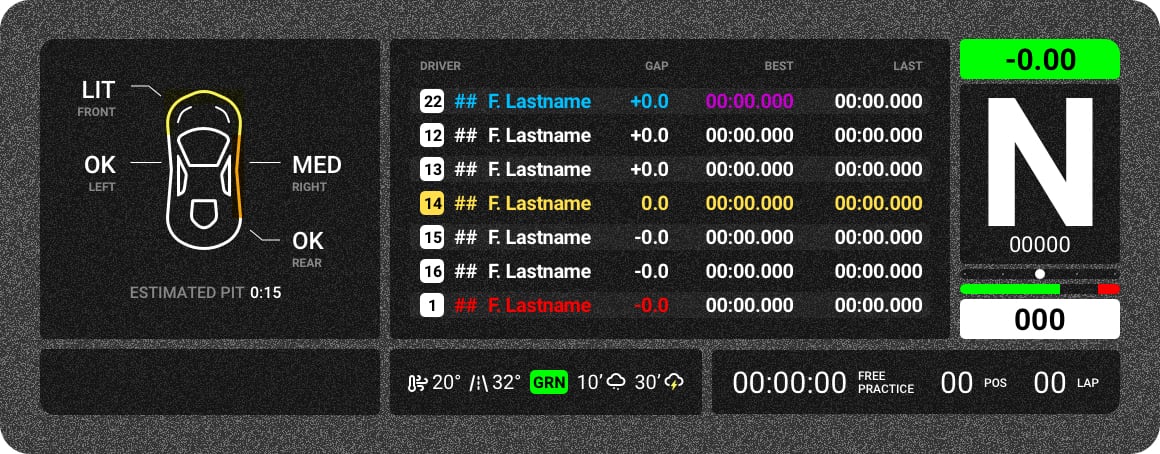 LIT
FRONT
OK
LEFT
MED
RIGHT
OK
REAR
ESTIMATED PIT 0:15
DRIVER GAP BEST LAST
22 ## F. Lastname +0.0 00:00.000 00:00.000
12 ## F. Lastname +0.0 00:00.000 00:00.000
13 ## F. Lastname +0.0 00:00.000 00:00.000
14 ## F. Lastname 0.0 00:00.000 00:00.000
15 ## F. Lastname -0.0 00:00.000 00:00.000
16 ## F. Lastname -0.0 00:00.000 00:00.000
1 ## F. Lastname -0.0 00:00.000 00:00.000
-0.00
N
00000
000
20° 32° GRN 10’ 30’
00:00:00 FREE PRACTICE 00 POS 00 LAP